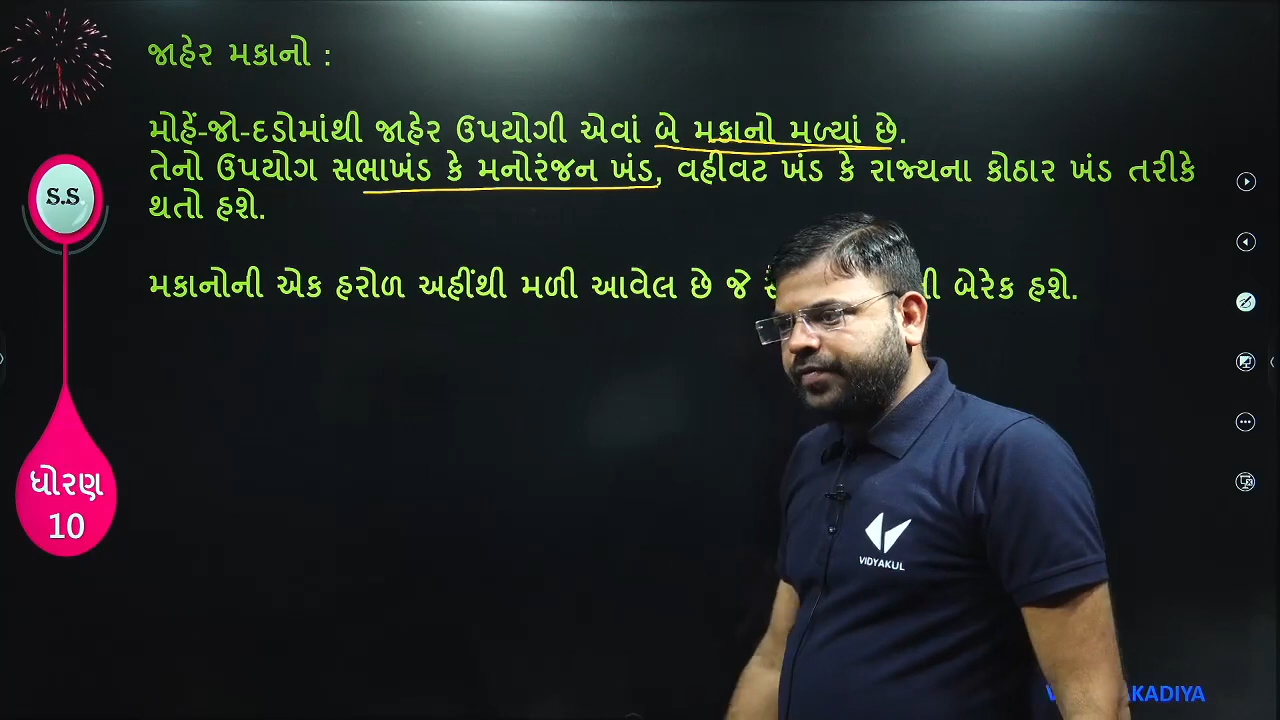 જાહેર મકાનો :
મોહેં-જો-દડોમાંથી જાહેર ઉપયોગી એવાં બે મકાનો મળ્યાં છે.
તેનો ઉપયોગ સભાખંડ કે મનોરંજન ખંડ, વહીવટ ખંડ કે રાજ્યના કોઠાર ખંડ તરીકે
થતો હશે.
મકાનોની એક હરોળ અહીંથી મળી આવેલ છે જે બેરેક હશે.
S.S.
ધોરણ
10
VIDYAKUL
KADIYA